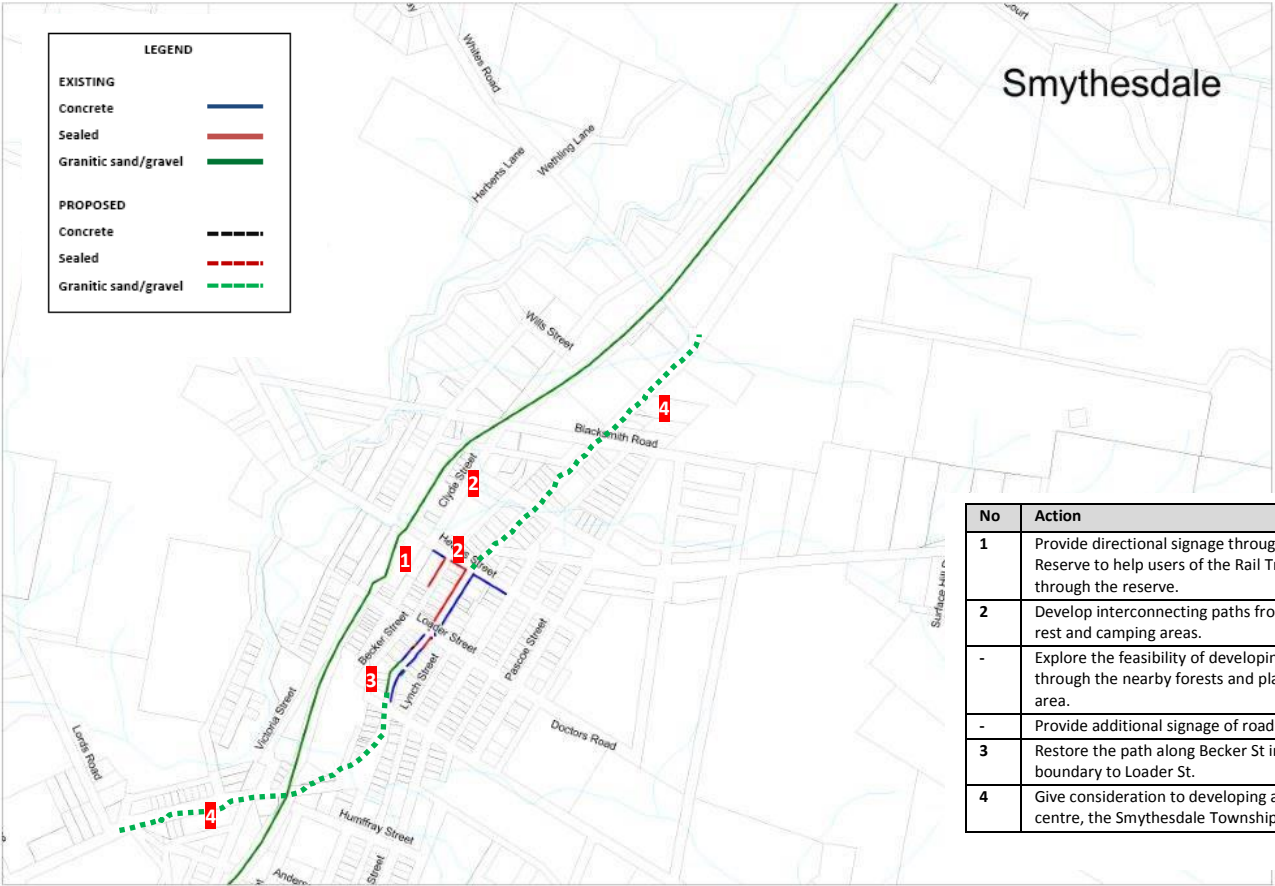 Smythesdale
LEGEND
EXISTING
Concrete
Sealed
Granitic sand/gravel
PROPOSED
Concrete
Sealed
Granitic sand/gravel
Court
Whites Road
Herberts Lane
Wethling Lane
Wills Street
4
Blacksmith Road
Clyde Street
2
1
2
Street
Becker Street
Loader Street
Pascoe Street
3
Lynch Street
Victoria Street
Doctors Road
Lords Road
4
Humffray Street
Street
Surface Hill
No Action
1 Provide directional signage throug
Reserve to help users of the Rail Tr
through the reserve.
2 Develop interconnecting paths fro
rest and camping areas.
- Explore the feasibility of developin
through the nearby forests and pla
area.
- Provide additional signage of road
3 Restore the path along Becker St i
boundary to Loader St.
4 Give consideration to developing a
centre, the Smythesdale Township